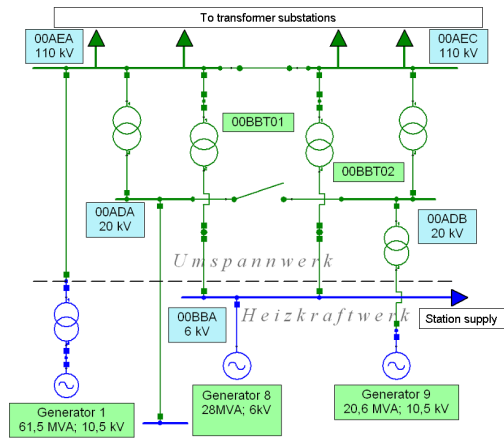 To transformer substations
00AEA
110 kV
00AEC
110 kV
00BBT01
00BBT02
00ADA
20 kV
00ADB
20 kV
Umspannwerk
Heizkraftwerk
00BBA
6 kV
Station supply
Generator 1
61,5 MVA; 10,5 kV
Generator 8
28MVA; 6kV
Generator 9
20,6 MVA; 10,5 kV